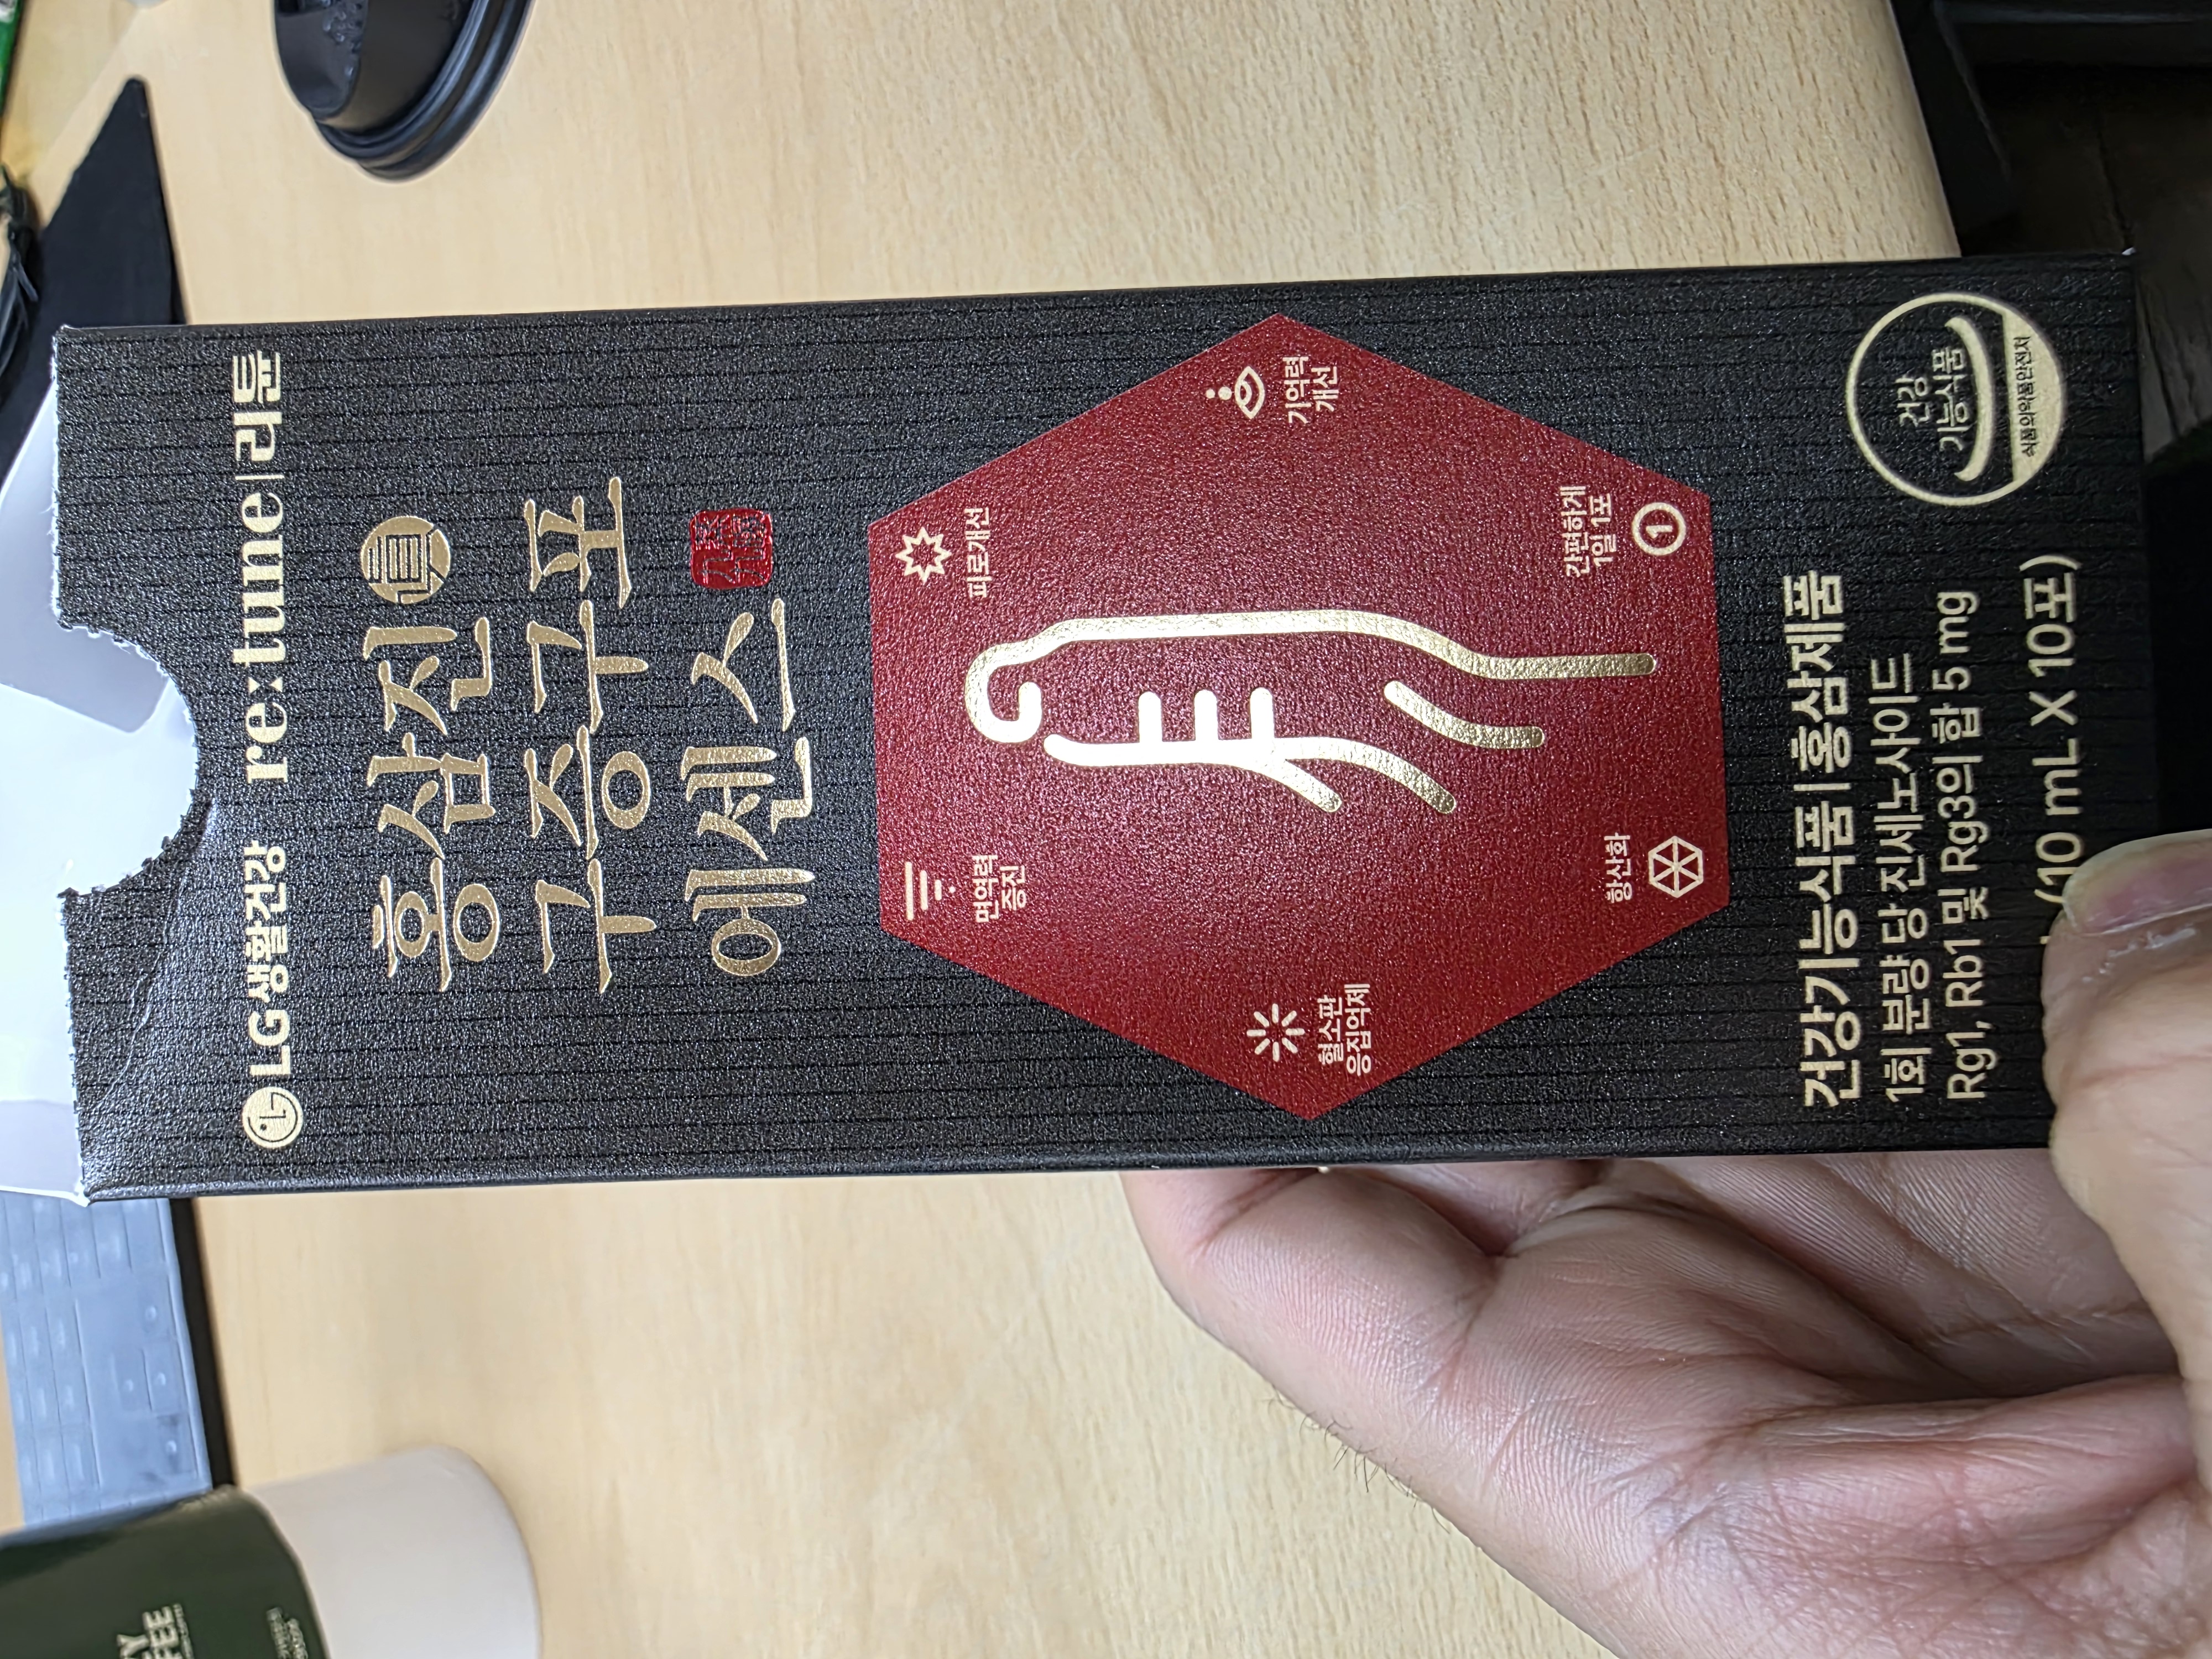 LG생활건강 re:tune|리튠
홍삼진 眞
구증구포
에센스
면역력
증진
피로개선
혈소판
응집억제
기억력
개선
항산화
간편하게
1일 1포
건강기능식품|홍삼제품
1회 분량 당 진세노사이드
Rg1, Rb1 및 Rg3의 합 5 mg
(10 mL X 10포)
건강
기능식품
식품의약품안전처